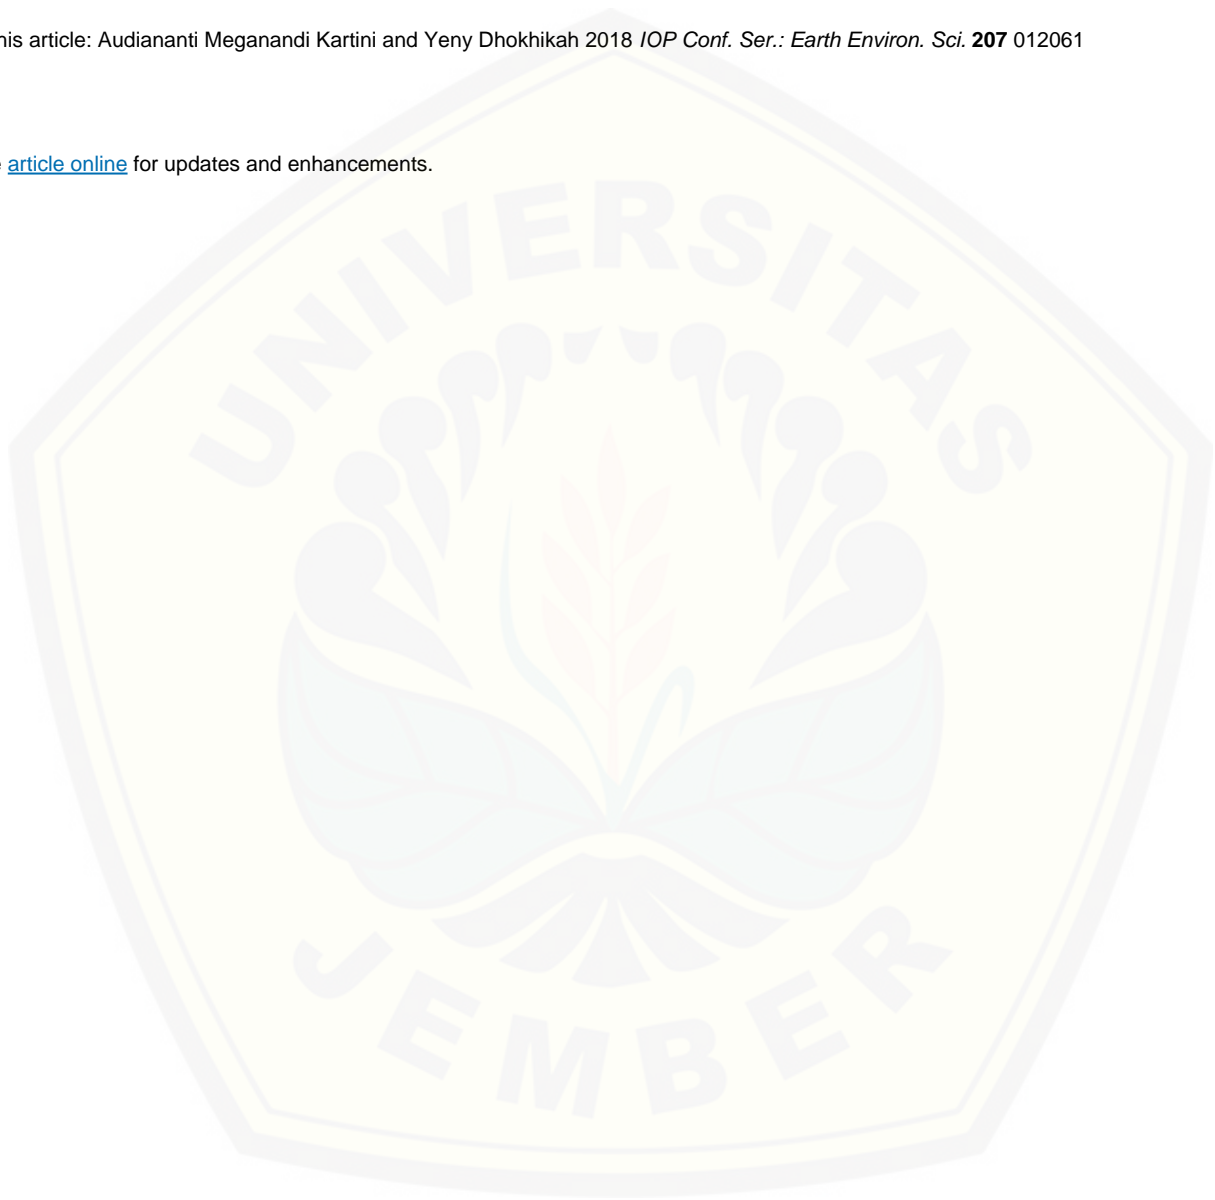 his article: Audiananti Meganandi Kartini and Yeny Dhokhikah 2018 IOP Conf. Ser.: Earth Environ. Sci. 207 012061
article online for updates and enhancements.
UNIVERSITAS
JEMBER